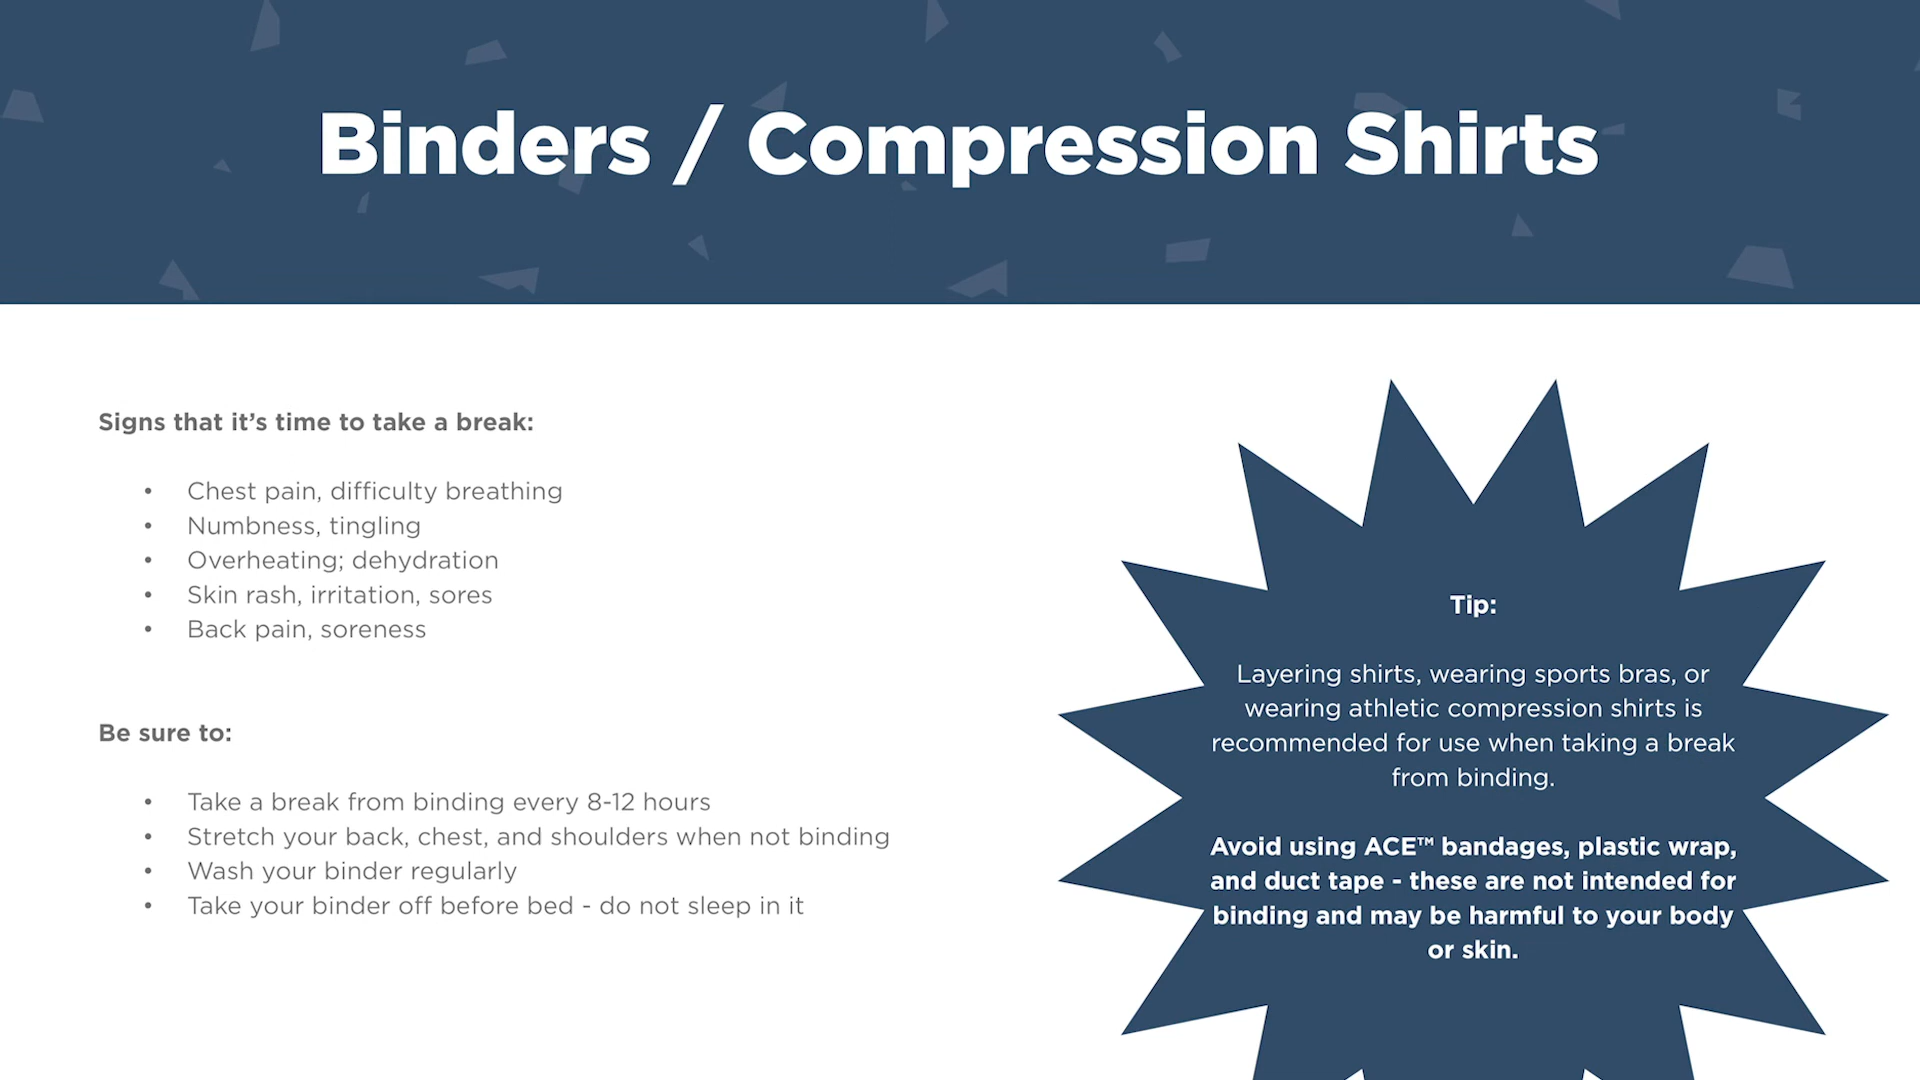 Binders / Compression Shirts
Signs that it’s time to take a break:
• Chest pain, difficulty breathing
• Numbness, tingling
• Overheating; dehydration
• Skin rash, irritation, sores
• Back pain, soreness
Be sure to:
• Take a break from binding every 8-12 hours
• Stretch your back, chest, and shoulders when not binding
• Wash your binder regularly
• Take your binder off before bed - do not sleep in it
Tip:
Layering shirts, wearing sports bras, or
wearing athletic compression shirts is
recommended for use when taking a break
from binding.
Avoid using ACE™ bandages, plastic wrap,
and duct tape - these are not intended for
binding and may be harmful to your body
or skin.